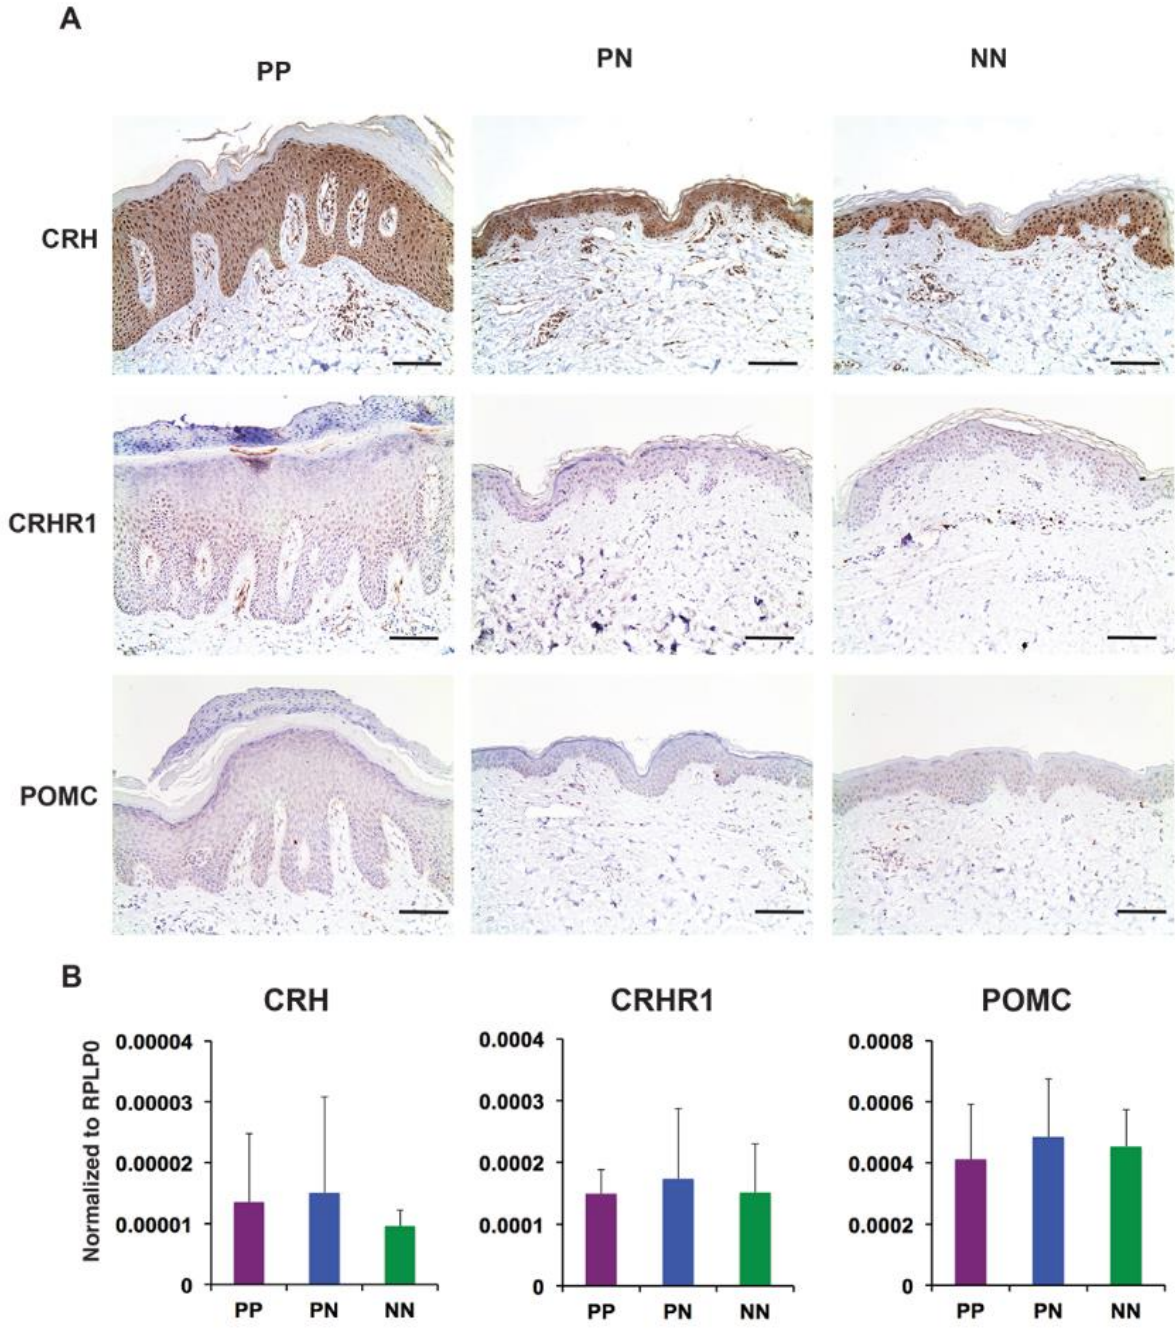 A
PP PN NN
CRH
CRHR1
POMC
B
CRH CRHR1 POMC
Normalized to RPLP0
0.00004
0.00003
0.00002
0.00001
0
PP PN NN
0.0004
0.0003
0.0002
0.0001
0
PP PN NN
0.0008
0.0006
0.0004
0.0002
0
PP PN NN